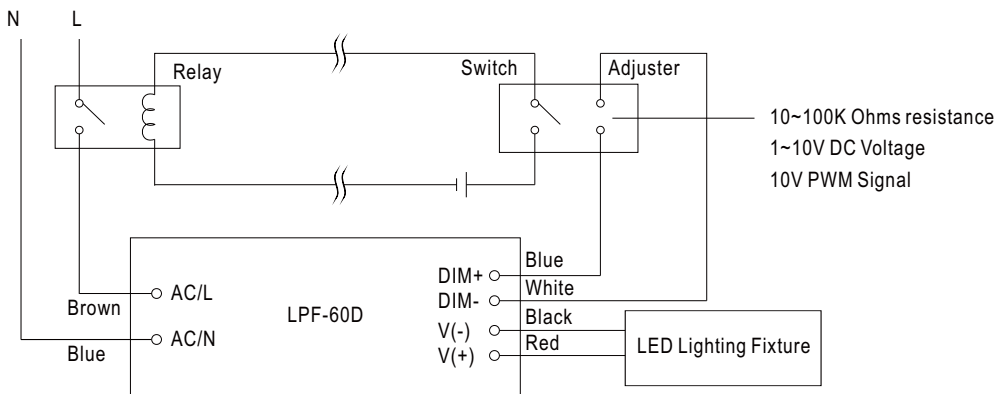 N L
Relay
Switch
Adjuster
10~100K Ohms resistance
1~10V DC Voltage
10V PWM Signal
Brown
AC/L
Blue
AC/N
LPF-60D
DIM+
Blue
DIM-
White
V(-)
Black
V(+)
Red
LED Lighting Fixture